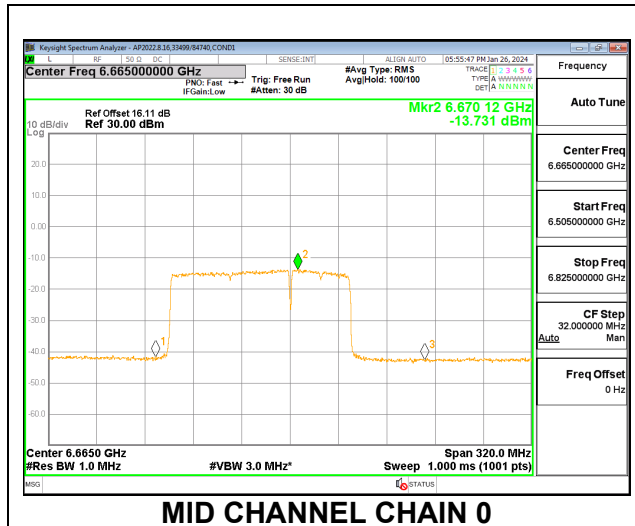 Keysight Spectrum Analyzer - AP2022.8.16,33499/84740,COND1
L RF 50 Ω DC SENSE:INT ALIGN AUTO 05:55:47 PM Jan 26, 2024
Center Freq 6.665000000 GHz
PNO: Fast
IFGain:Low
Trig: Free Run
#Atten: 30 dB
#Avg Type: RMS
Avg|Hold: 100/100
TRACE 1 2 3 4 5 6
TYPE A WWWWW
DET A N N N N N
Frequency
Ref Offset 16.11 dB
10 dB/div Ref 30.00 dBm
Log
Mkr2 6.670 12 GHz
-13.731 dBm
Auto Tune
20.0
10.0
0.00
-10.0
-20.0
-30.0
-40.0
-50.0
-60.0
1
2
3
Center Freq
6.665000000 GHz
Start Freq
6.505000000 GHz
Stop Freq
6.825000000 GHz
CF Step
32.000000 MHz
Auto Man
Freq Offset
0 Hz
Center 6.6650 GHz Span 320.0 MHz
#Res BW 1.0 MHz #VBW 3.0 MHz* Sweep 1.000 ms (1001 pts)
MSG STATUS
MID CHANNEL CHAIN 0